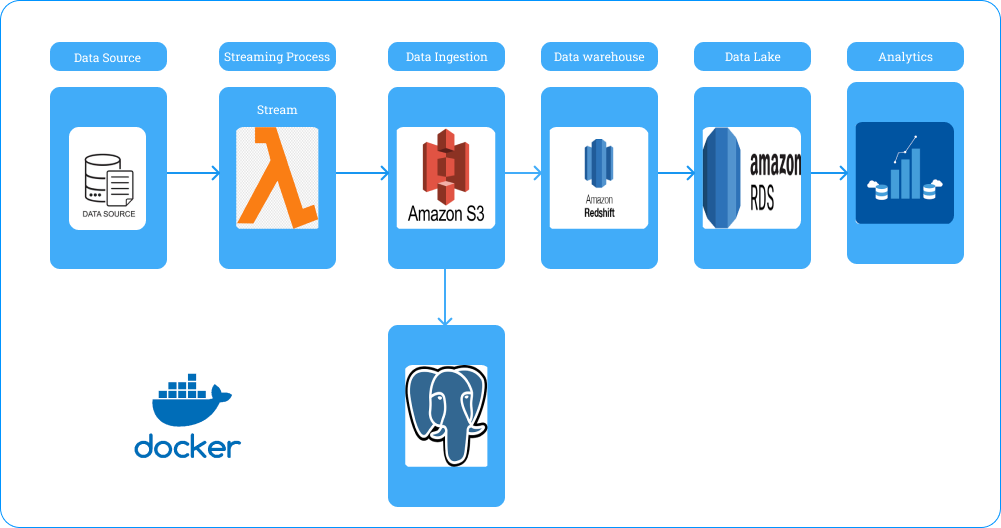 Data Source
Streaming Process
Data Ingestion
Data warehouse
Data Lake
Analytics
Stream
DATA SOURCE
Amazon S3
Amazon
Redshift
amazon
RDS
docker